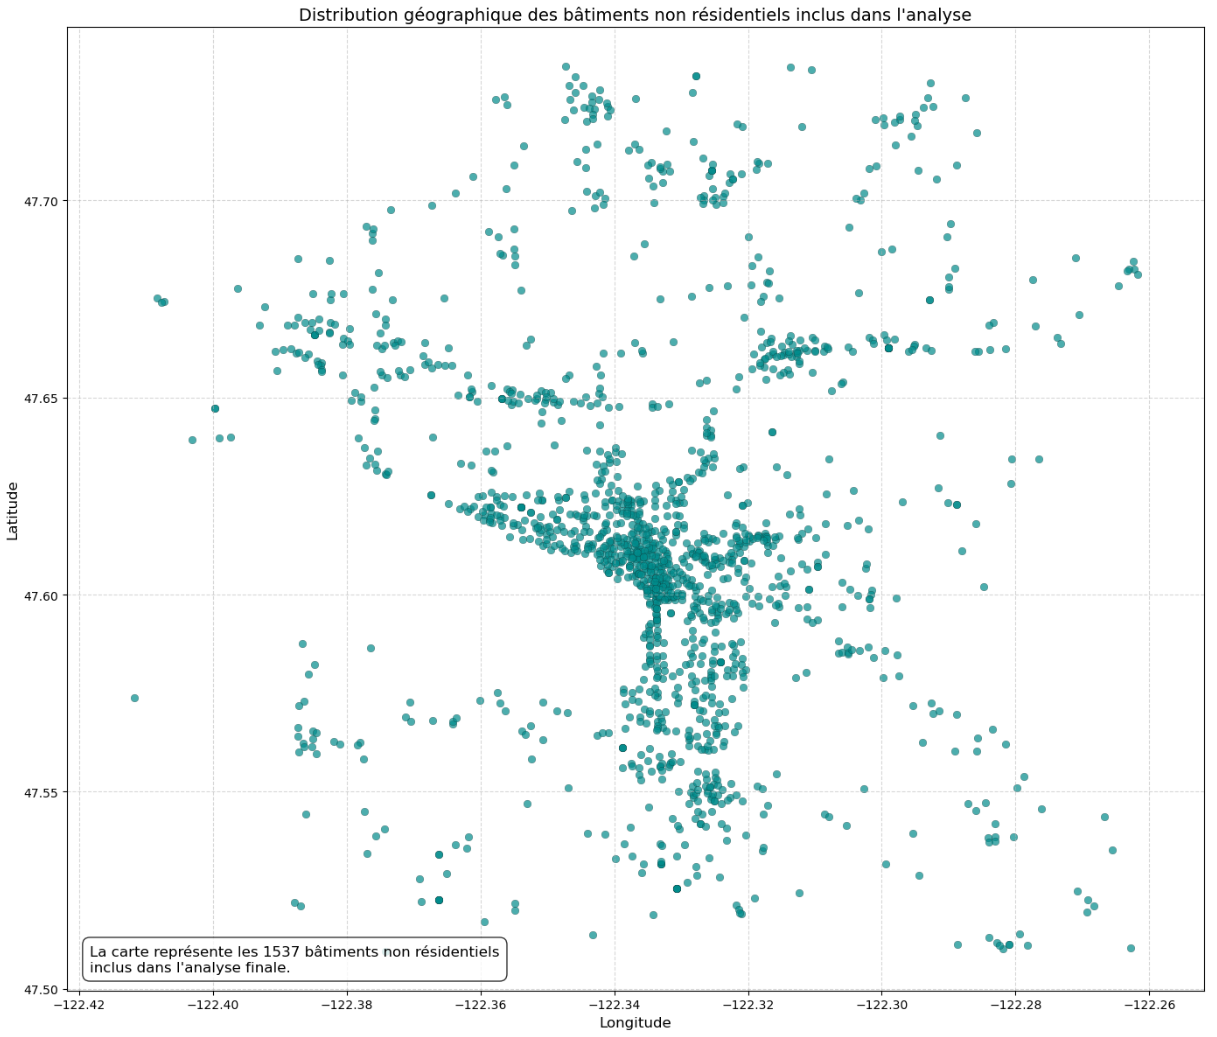 Distribution géographique des bâtiments non résidentiels inclus dans l'analyse
47.70
47.65
47.60
47.55
47.50
Latitude
La carte représente les 1537 bâtiments non résidentiels
inclus dans l'analyse finale.
−122.42 −122.40 −122.38 −122.36 −122.34 −122.32 −122.30 −122.28 −122.26
Longitude